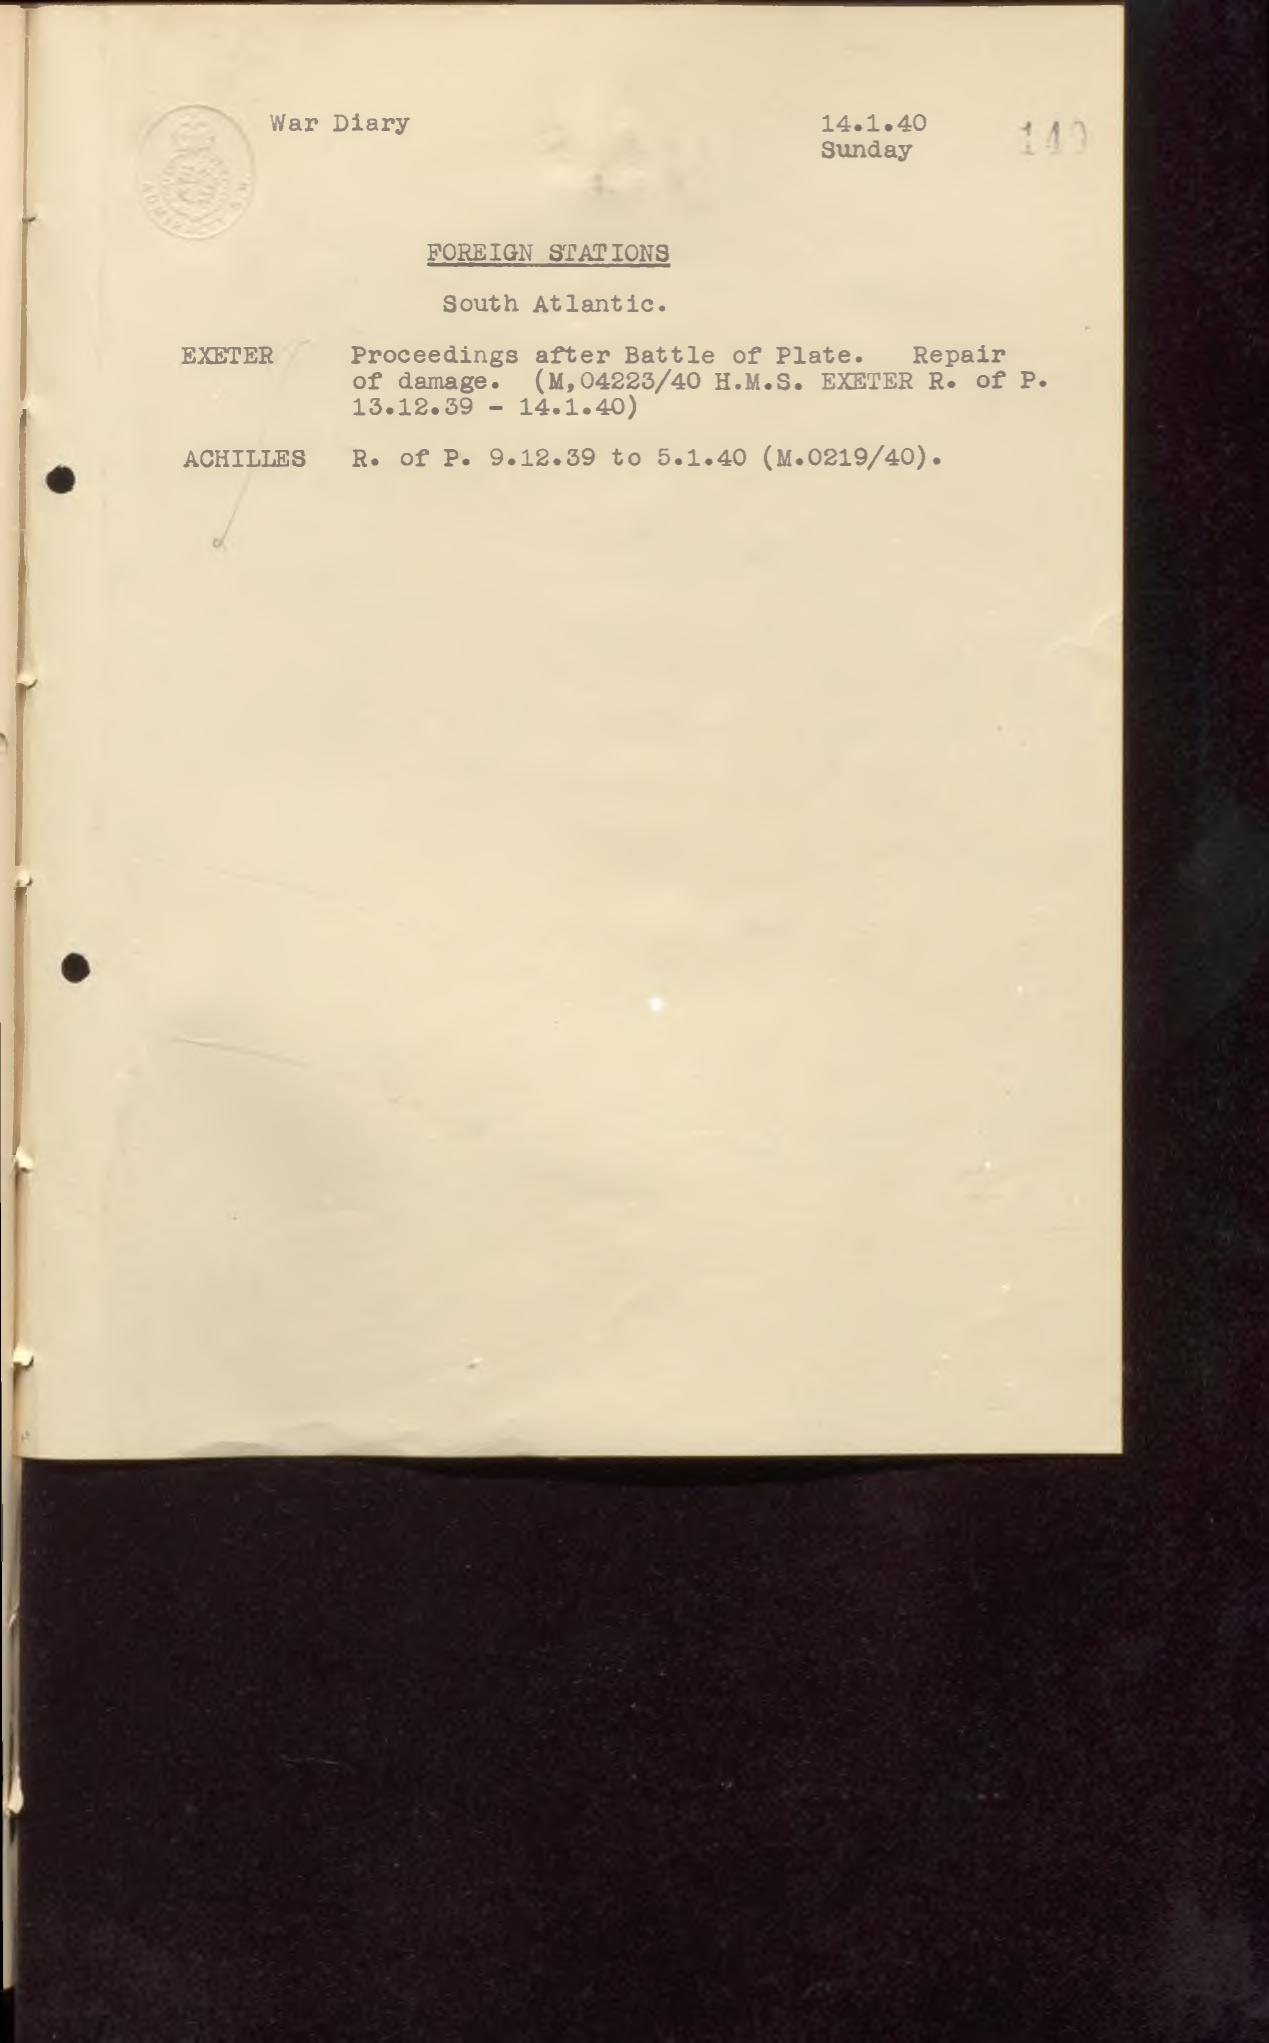 War Diary
14.1.40
Sunday
FOREIGN STATIONS
South Atlantic.
EXETER Proceedings after Battle of Plate. Repair
of damage. (M,04223/40 H.M.S. EXETER R. of P.
13.12.39 - 14.1.40)
ACHILLES R. of P. 9.12.39 to 5.1.40 (M.0219/40).